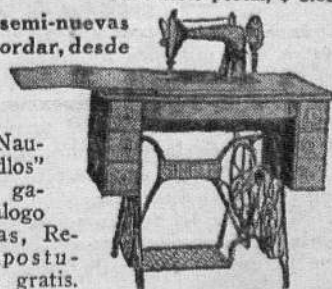 semi-nuevas
ordar, desde
Nau-
llos"
ga-
logo
as, Re-
postu-
gratis.